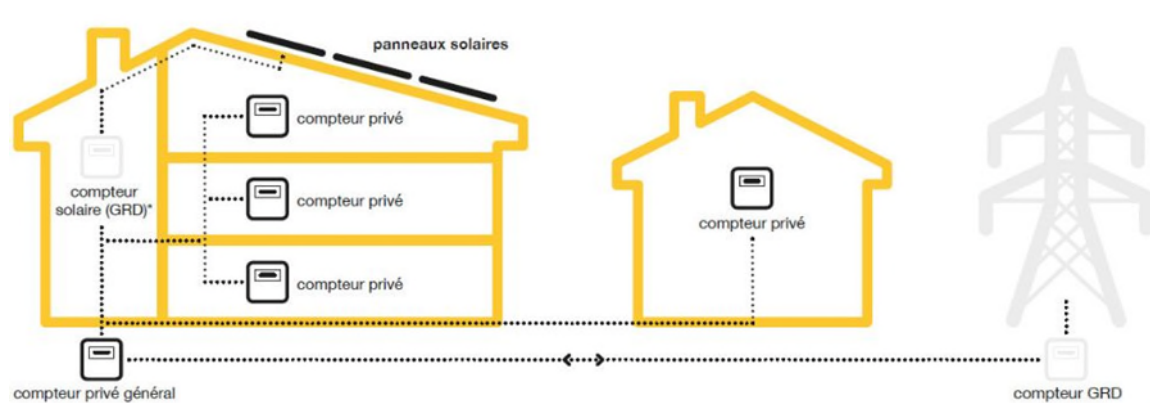 panneaux solaires
compteur privé
compteur
solaire (GRD)*
compteur privé
compteur privé
compteur privé
compteur privé général
compteur GRD